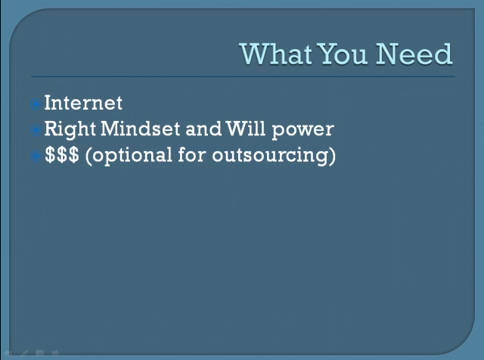 What You Need
Internet
Right Mindset and Will power
$$$ (optional for outsourcing)